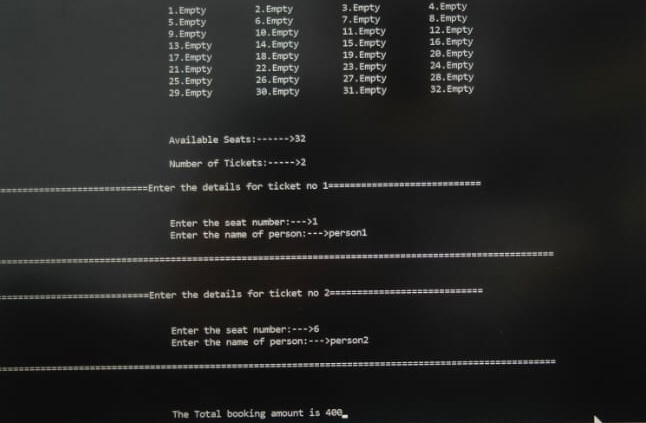 1.Empty 2.Empty 3.Empty 4.Empty
5.Empty 6.Empty 7.Empty 8.Empty
9.Empty 10.Empty 11.Empty 12.Empty
13.Empty 14.Empty 15.Empty 16.Empty
17.Empty 18.Empty 19.Empty 20.Empty
21.Empty 22.Empty 23.Empty 24.Empty
25.Empty 26.Empty 27.Empty 28.Empty
29.Empty 30.Empty 31.Empty 32.Empty
Available Seats:------>32
Number of Tickets:----->2
=============================Enter the details for ticket no 1==============================
Enter the seat number:--->1
Enter the name of person:--->person1
=============================Enter the details for ticket no 2==============================
Enter the seat number:--->6
Enter the name of person:--->person2
The Total booking amount is 400